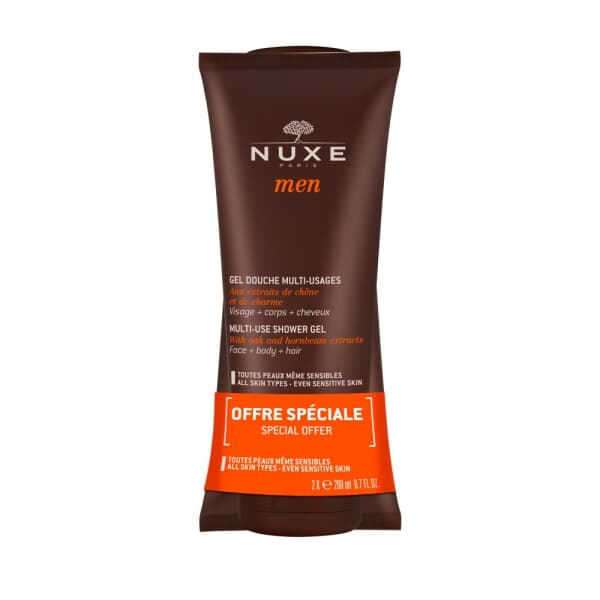 NUXE
PARIS
men
GEL DOUCHE MULTI-USAGES
Aux extraits de chêne
et de charme
Visage + corps + cheveux
MULTI-USE SHOWER GEL
With oak and hornbeam extracts
Face + body + hair
TOUTES PEAUX MÊME SENSIBLES
ALL SKIN TYPES - EVEN SENSITIVE SKIN
OFFRE SPÉCIALE
SPECIAL OFFER
TOUTES PEAUX MÊME SENSIBLES
ALL SKIN TYPES - EVEN SENSITIVE SKIN
2X ℮ 200 ml 6.7 FL.OZ.